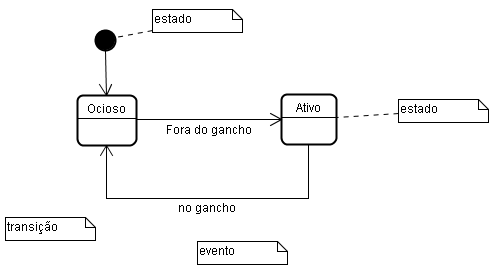 estado
Ocioso
Ativo
estado
Fora do gancho
no gancho
transição
evento